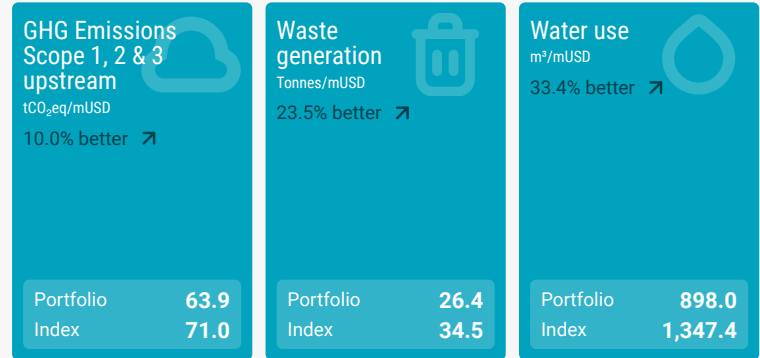 GHG Emissions
Scope 1, 2 & 3
upstream
tCO₂eq/mUSD
10.0% better
Portfolio 63.9
Index 71.0
Waste
generation
Tonnes/mUSD
23.5% better
Portfolio 26.4
Index 34.5
Water use
m³/mUSD
33.4% better
Portfolio 898.0
Index 1,347.4